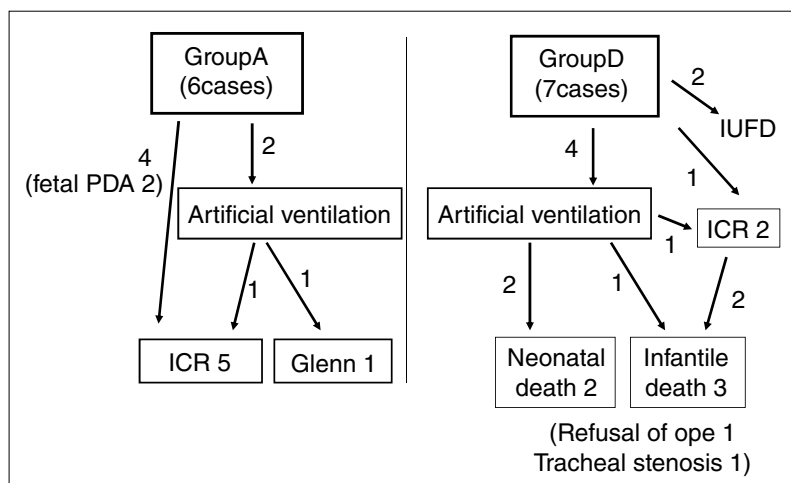 GroupA
(6cases)
2
4
(fetal PDA 2)
Artificial ventilation
1
1
ICR 5
Glenn 1
GroupD
(7cases)
2
IUFD
4
1
Artificial ventilation
1
ICR 2
2
1
2
Neonatal
death 2
Infantile
death 3
(Refusal of ope 1
Tracheal stenosis 1)